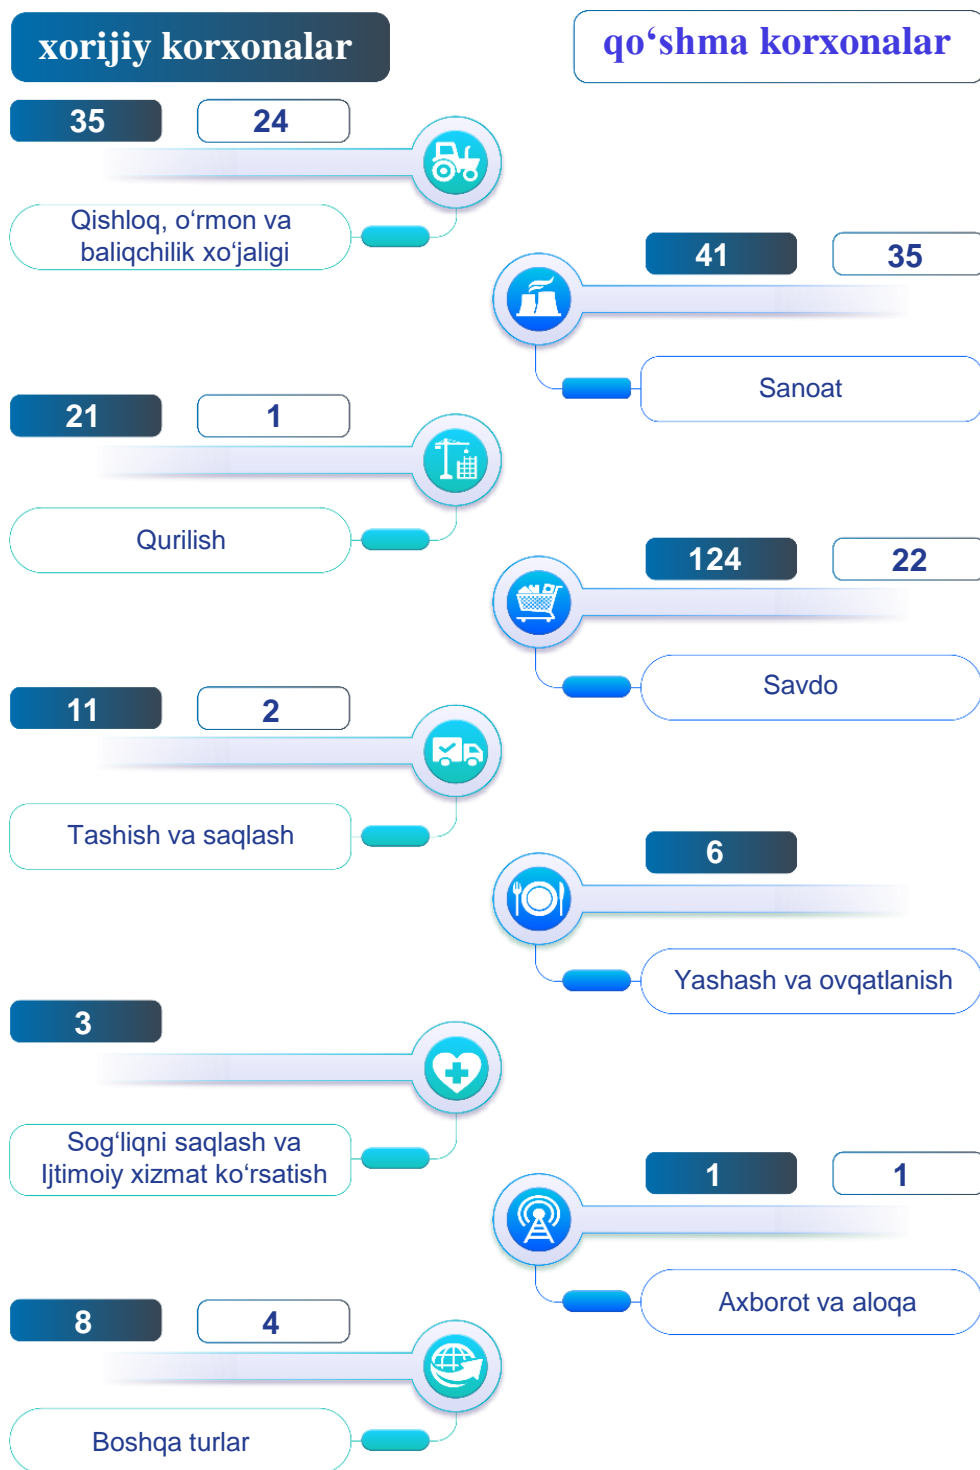 xorijiy korxonalar
qo‘shma korxonalar
35
24
Qishloq, o‘rmon va
baliqchilik xo‘jaligi
41
35
Sanoat
21
1
Qurilish
124
22
Savdo
11
2
Tashish va saqlash
6
Yashash va ovqatlanish
3
Sog‘liqni saqlash va
Ijtimoiy xizmat ko‘rsatish
1
1
Axborot va aloqa
8
4
Boshqa turlar